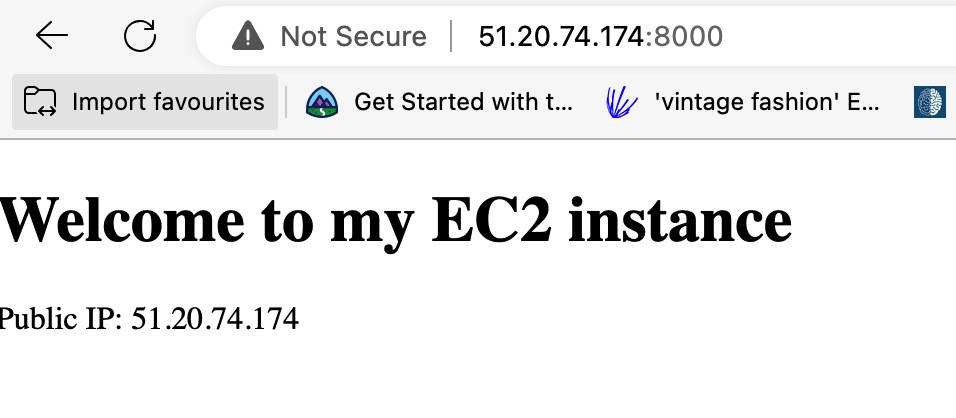 Not Secure 51.20.74.174:8000
Import favourites Get Started with t... 'vintage fashion' E...
Welcome to my EC2 instance
Public IP: 51.20.74.174